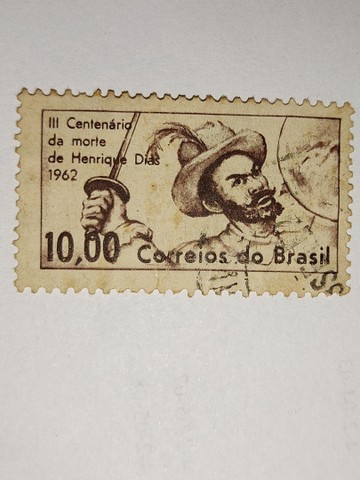 III Centenário
da morte
de Henrique Dias
1962
10,00 Correios do Brasil